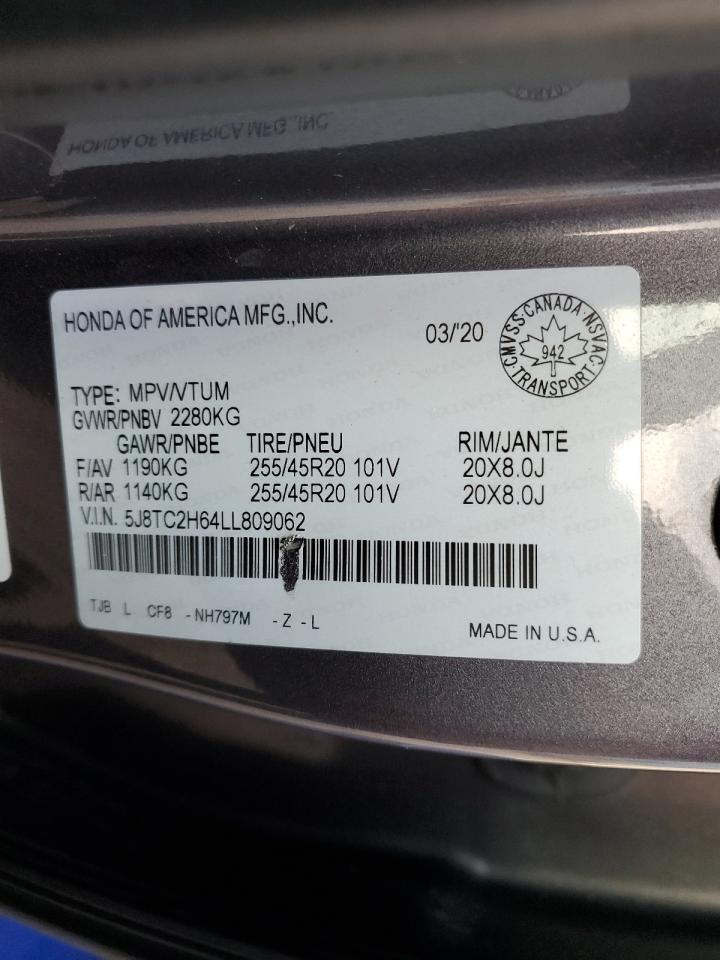 HONDA OF AMERICA MFG.,INC.
HONDA OF AMERICA MFG.,INC.
03/'20
CMVSS·CANADA·NSVAC·TRANSPORT·
942
TYPE: MPV/VTUM
GVWR/PNBV 2280KG
GAWR/PNBE TIRE/PNEU RIM/JANTE
F/AV 1190KG 255/45R20 101V 20X8.0J
R/AR 1140KG 255/45R20 101V 20X8.0J
V.I.N. 5J8TC2H64LL809062
TJB L CF8 -NH797M -Z -L
MADE IN U.S.A.